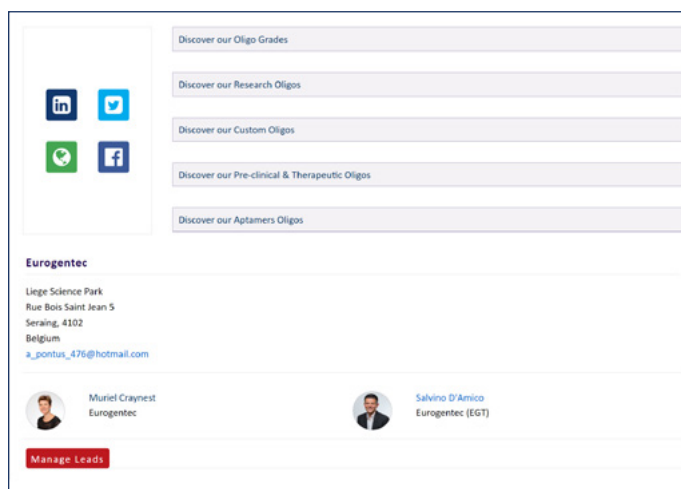 Discover our Oligo Grades
Discover our Research Oligos
Discover our Custom Oligos
Discover our Pre-clinical & Therapeutic Oligos
Discover our Aptamers Oligos
Eurogentec
Liege Science Park
Rue Bois Saint Jean 5
Seraing, 4102
Belgium
a_pontus_476@hotmail.com
Muriel Craynest
Eurogentec
Salvino D'Amico
Eurogentec (EGT)
Manage Leads